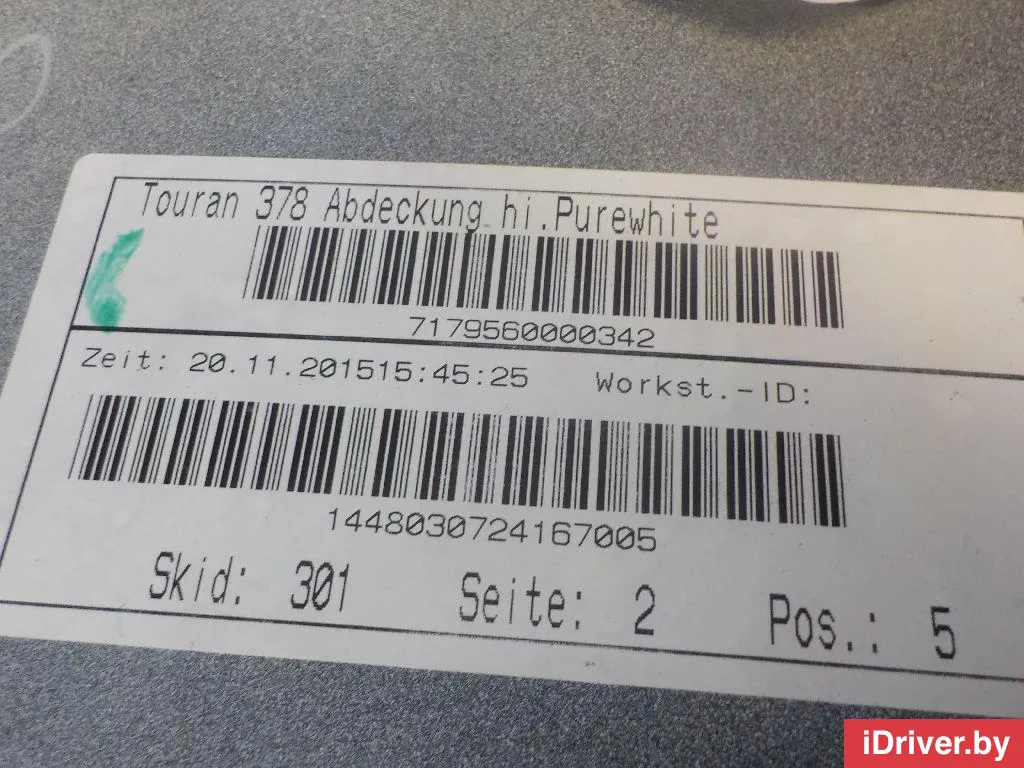 Touran 378 Abdeckung hi.Purewhite
7179560000342
Zeit: 20.11.201515:45:25 Workst.-ID:
1448030724167005
Skid: 301 Seite: 2 Pos.: 5
iDriver.by